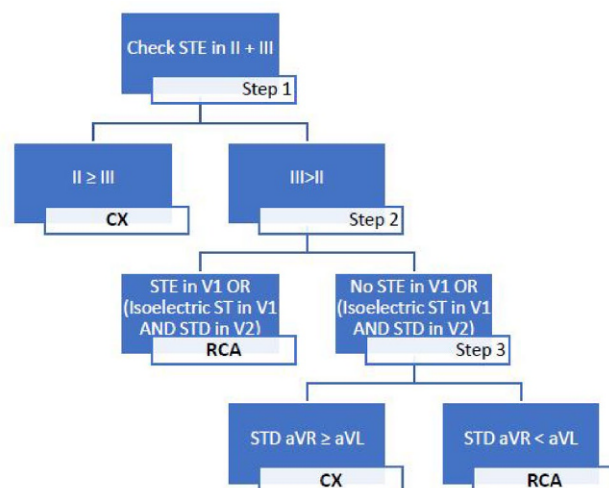 Check STE in II + III
Step 1
II ≥ III
CX
III>II
Step 2
STE in V1 OR
(Isoelectric ST in V1
AND STD in V2)
RCA
No STE in V1 OR
(Isoelectric ST in V1
AND STD in V2)
Step 3
STD aVR ≥ aVL
CX
STD aVR < aVL
RCA